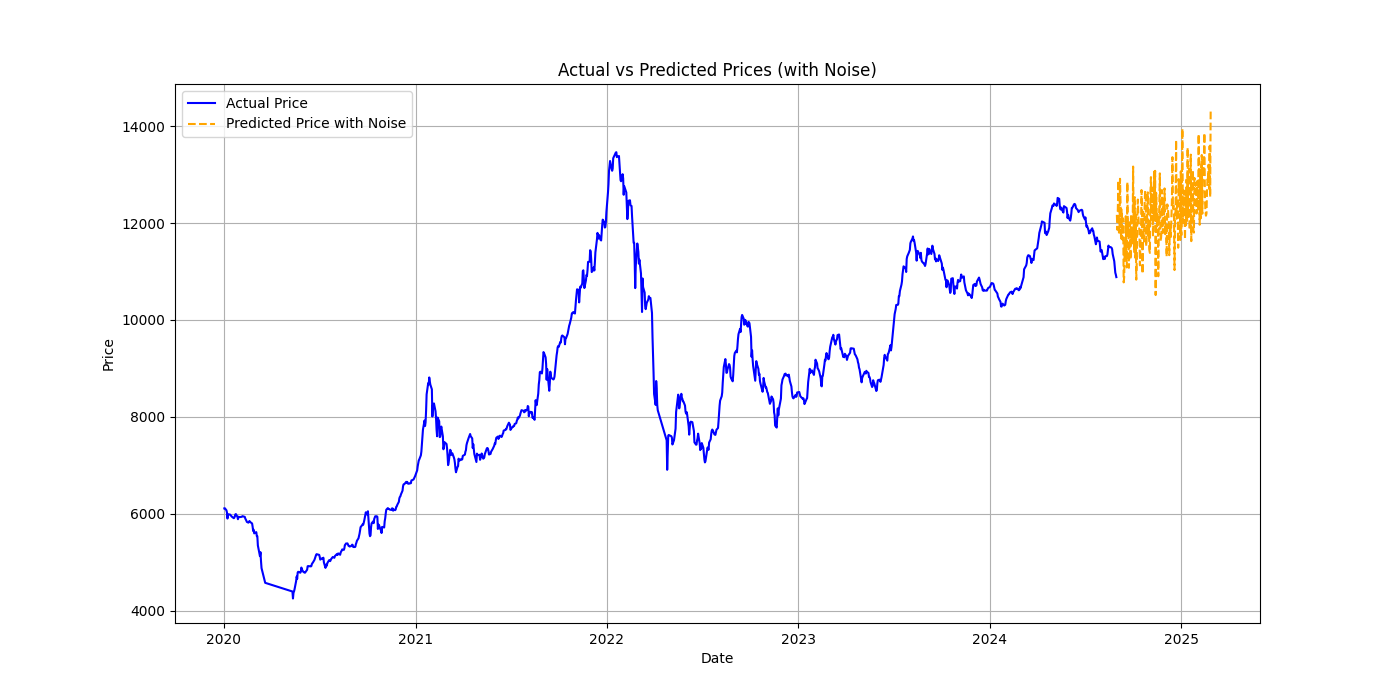 Actual vs Predicted Prices (with Noise)
Actual Price
Predicted Price with Noise
14000
12000
10000
8000
6000
4000
Price
2020 2021 2022 2023 2024 2025
Date